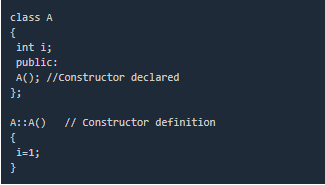 class A
{
 int i;
 public:
 A(); //Constructor declared
};

A::A()   // Constructor definition
{
 i=1;
}